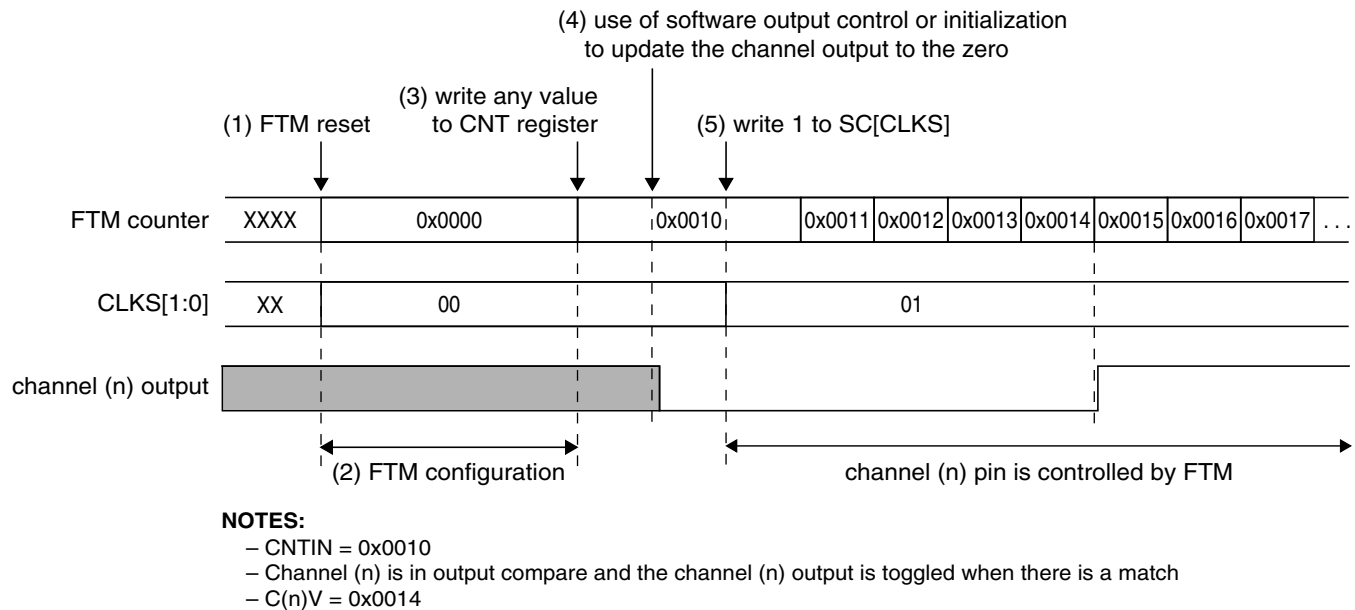 (4) use of software output control or initialization
to update the channel output to the zero
(3) write any value
to CNT register
(1) FTM reset
(5) write 1 to SC[CLKS]
FTM counter
XXXX
0x0000
0x0010
0x0011
0x0012
0x0013
0x0014
0x0015
0x0016
0x0017
. . .
CLKS[1:0]
XX
00
01
channel (n) output
(2) FTM configuration
channel (n) pin is controlled by FTM
NOTES:
– CNTIN = 0x0010
– Channel (n) is in output compare and the channel (n) output is toggled when there is a match
– C(n)V = 0x0014